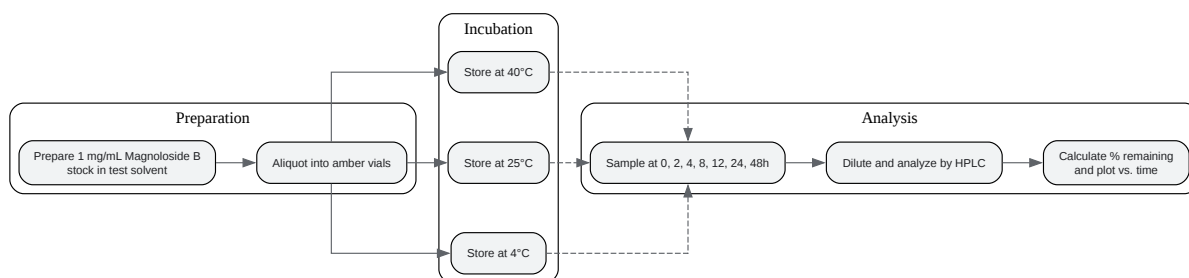 Preparation
Prepare 1 mg/mL Magnoloside B
stock in test solvent
Aliquot into amber vials
Incubation
Store at 40°C
Store at 25°C
Store at 4°C
Analysis
Sample at 0, 2, 4, 8, 12, 24, 48h
Dilute and analyze by HPLC
Calculate % remaining
and plot vs. time